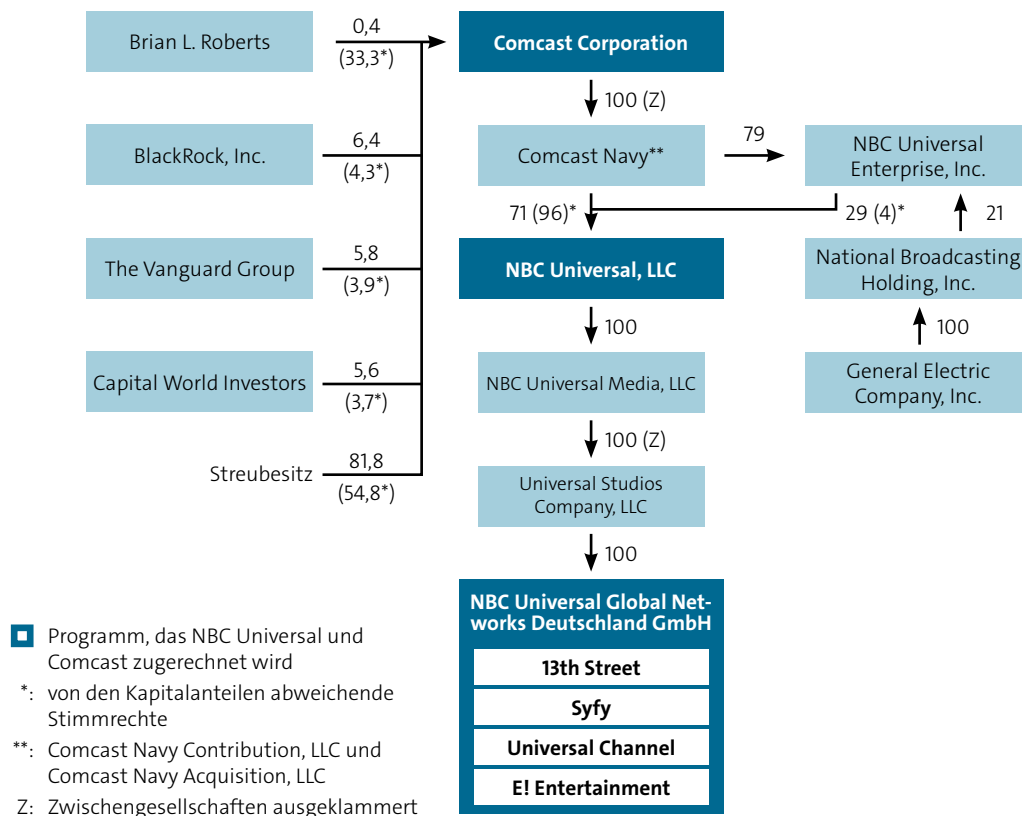 Brian L. Roberts
0,4
(33,3*)
Comcast Corporation
100 (Z)
BlackRock, Inc.
6,4
(4,3*)
Comcast Navy**
79
NBC Universal
Enterprise, Inc.
71 (96)*
29 (4)*
21
The Vanguard Group
5,8
(3,9*)
NBC Universal, LLC
National Broadcasting
Holding, Inc.
100
100
Capital World Investors
5,6
(3,7*)
NBC Universal Media, LLC
General Electric
Company, Inc.
100 (Z)
Streubesitz
81,8
(54,8*)
Universal Studios
Company, LLC
100
NBC Universal Global Net-
works Deutschland GmbH
13th Street
Syfy
Universal Channel
E! Entertainment
Programm, das NBC Universal und
Comcast zugerechnet wird
*: von den Kapitalanteilen abweichende
Stimmrechte
**: Comcast Navy Contribution, LLC und
Comcast Navy Acquisition, LLC
Z: Zwischengesellschaften ausgeklammert